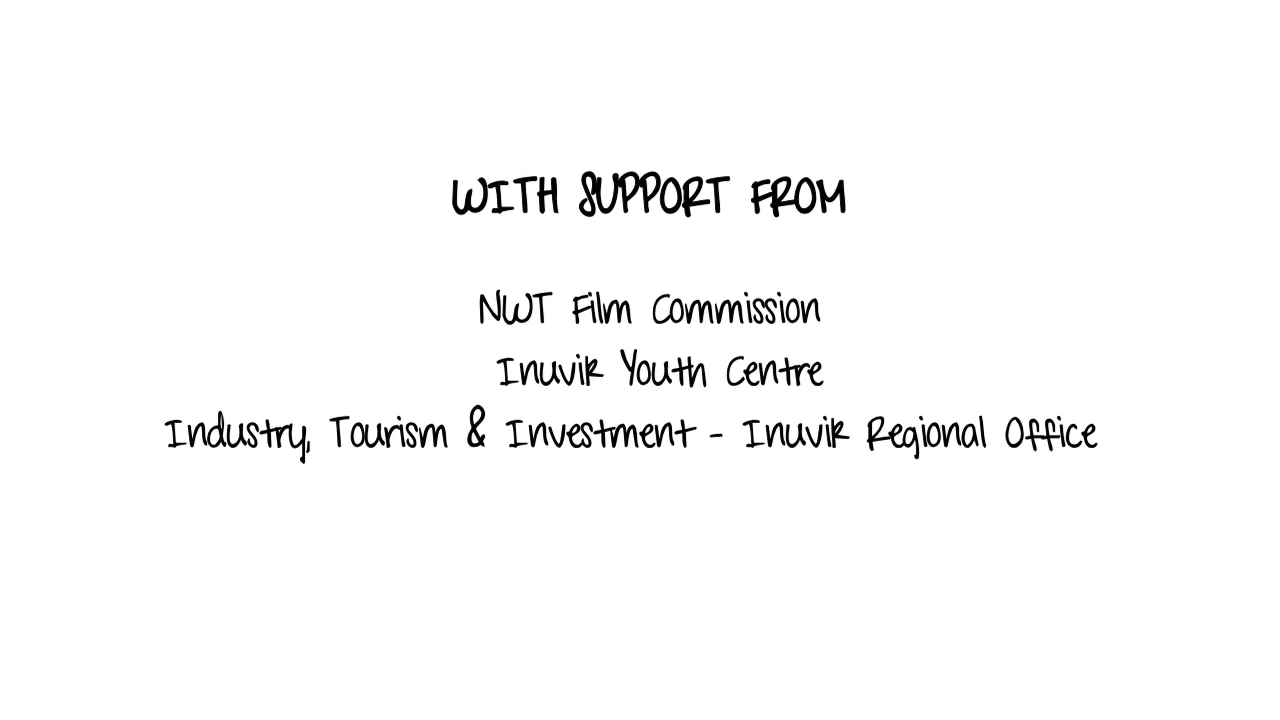 WITH SUPPORT FROM
NWT Film Commission
Inuvik Youth Centre
Industry, Tourism & Investment - Inuvik Regional Office